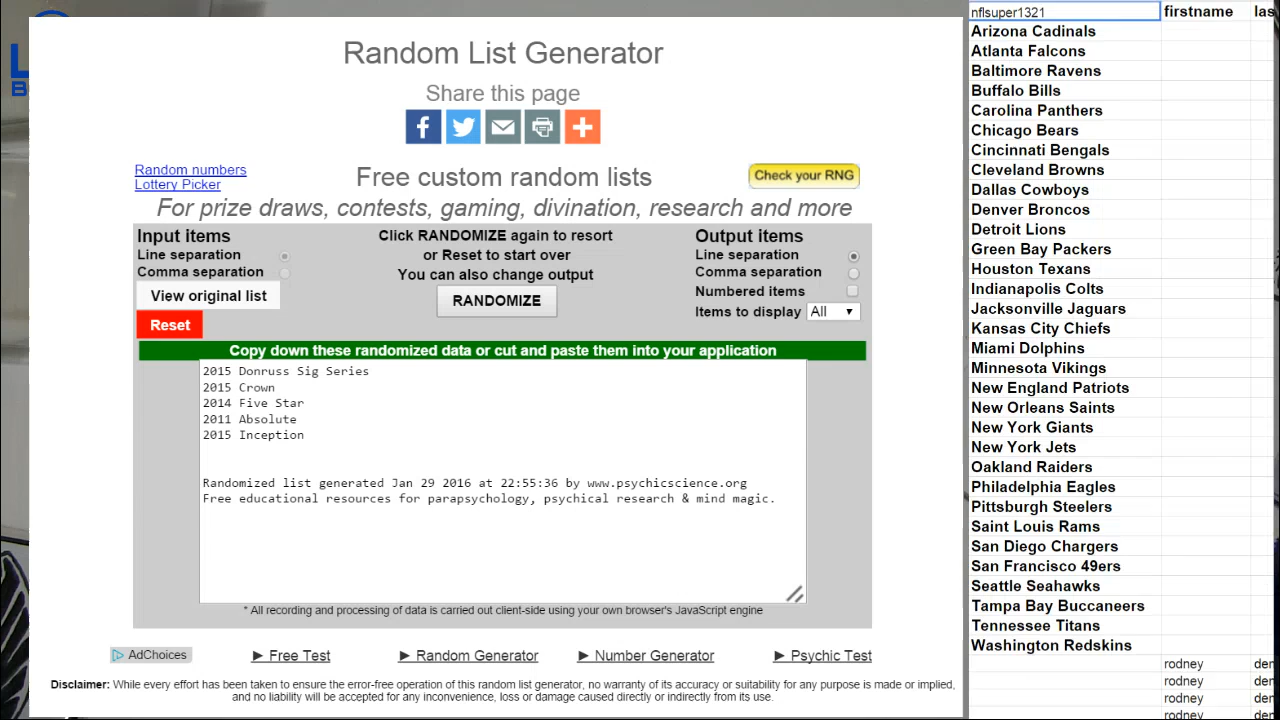 Random List Generator
Share this page
Random numbers
Lottery Picker
Free custom random lists
Check your RNG
For prize draws, contests, gaming, divination, research and more
Input items
Line separation
Comma separation
View original list
Reset
Click RANDOMIZE again to resort
or Reset to start over
You can also change output
RANDOMIZE
Output items
Line separation
Comma separation
Numbered items
Items to display All
Copy down these randomized data or cut and paste them into your application
2015 Donruss Sig Series
2015 Crown
2014 Five Star
2011 Absolute
2015 Inception
Randomized list generated Jan 29 2016 at 22:55:36 by www.psychicscience.org
Free educational resources for parapsychology, psychical research & mind magic.
* All recording and processing of data is carried out client-side using your own browser's JavaScript engine
AdChoices
► Free Test
► Random Generator
► Number Generator
► Psychic Test
Disclaimer: While every effort has been taken to ensure the error-free operation of this random list generator, no warranty of its accuracy or suitability for any purpose is made or implied,
and no liability will be accepted for any inconvenience, loss or damage caused directly or indirectly from its use.
nflsuper1321 firstname las
Arizona Cadinals
Atlanta Falcons
Baltimore Ravens
Buffalo Bills
Carolina Panthers
Chicago Bears
Cincinnati Bengals
Cleveland Browns
Dallas Cowboys
Denver Broncos
Detroit Lions
Green Bay Packers
Houston Texans
Indianapolis Colts
Jacksonville Jaguars
Kansas City Chiefs
Miami Dolphins
Minnesota Vikings
New England Patriots
New Orleans Saints
New York Giants
New York Jets
Oakland Raiders
Philadelphia Eagles
Pittsburgh Steelers
Saint Louis Rams
San Diego Chargers
San Francisco 49ers
Seattle Seahawks
Tampa Bay Buccaneers
Tennessee Titans
Washington Redskins
rodney den
rodney den
rodney den
rodney den